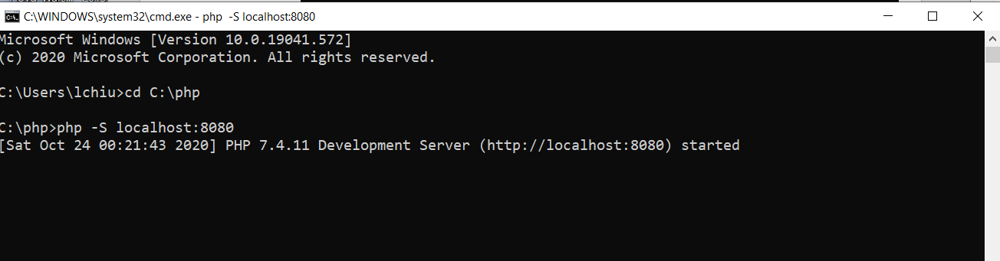 C:\WINDOWS\system32\cmd.exe - php -S localhost:8080
Microsoft Windows [Version 10.0.19041.572]
(c) 2020 Microsoft Corporation. All rights reserved.
C:\Users\lchiu>cd C:\php
C:\php>php -S localhost:8080
[Sat Oct 24 00:21:43 2020] PHP 7.4.11 Development Server (http://localhost:8080) started